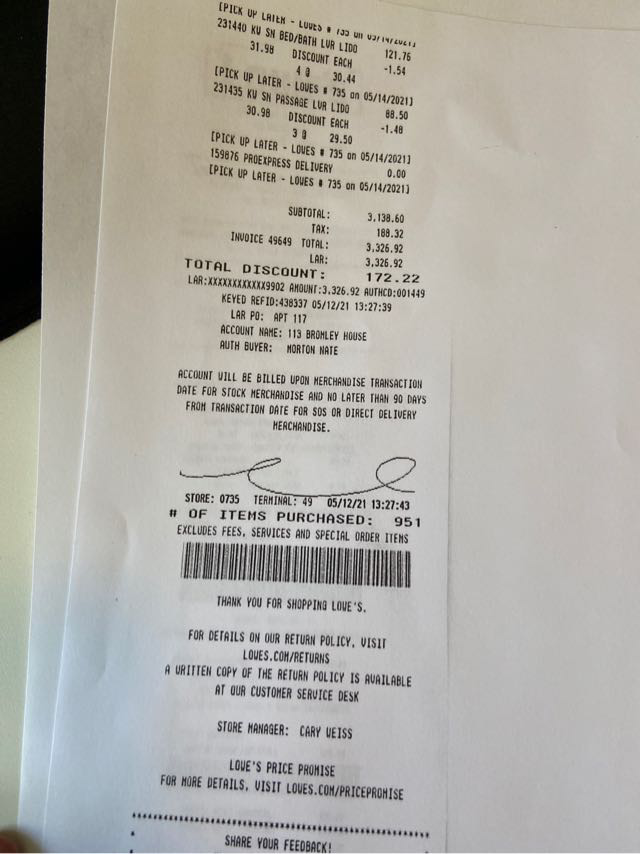 [PICK UP LATER - LOWES # 735 on 05/14/2021]
231440 KW SN BED/BATH LVR LIDO 121.76
31.98 DISCOUNT EACH -1.54
4 @ 30.44
[PICK UP LATER - LOWES # 735 on 05/14/2021]
231435 KW SN PASSAGE LVR LIDO 88.50
30.98 DISCOUNT EACH -1.48
3 @ 29.50
[PICK UP LATER - LOWES # 735 on 05/14/2021]
159876 PROEXPRESS DELIVERY 0.00
[PICK UP LATER - LOWES # 735 on 05/14/2021]
SUBTOTAL: 3,138.60
TAX: 188.32
INVOICE 49649 TOTAL: 3,326.92
LAR: 3,326.92
TOTAL DISCOUNT: 172.22
LAR:XXXXXXXXXXXX9902 AMOUNT:3,326.92 AUTHCD:001449
KEYED REFID:438337 05/12/21 13:27:39
LAR PO: APT 117
ACCOUNT NAME: 113 BROMLEY HOUSE
AUTH BUYER: MORTON NATE
ACCOUNT WILL BE BILLED UPON MERCHANDISE TRANSACTION
DATE FOR STOCK MERCHANDISE AND NO LATER THAN 90 DAYS
FROM TRANSACTION DATE FOR SOS OR DIRECT DELIVERY
MERCHANDISE.
STORE: 0735 TERMINAL: 49 05/12/21 13:27:43
# OF ITEMS PURCHASED: 951
EXCLUDES FEES, SERVICES AND SPECIAL ORDER ITEMS
THANK YOU FOR SHOPPING LOWE'S.
FOR DETAILS ON OUR RETURN POLICY, VISIT
LOWES.COM/RETURNS
A WRITTEN COPY OF THE RETURN POLICY IS AVAILABLE
AT OUR CUSTOMER SERVICE DESK
STORE MANAGER: CARY WEISS
LOWE'S PRICE PROMISE
FOR MORE DETAILS, VISIT LOWES.COM/PRICEPROMISE
SHARE YOUR FEEDBACK!